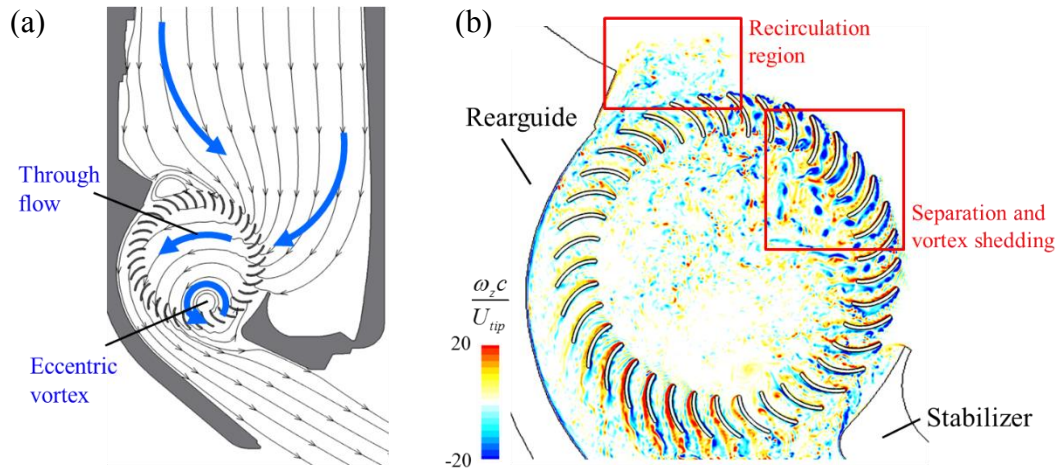 (a)
Through
flow
Eccentric
vortex
(b)
Recirculation
region
Rearguide
Separation and
vortex shedding
ω_z c
U_tip
20
-20
Stabilizer